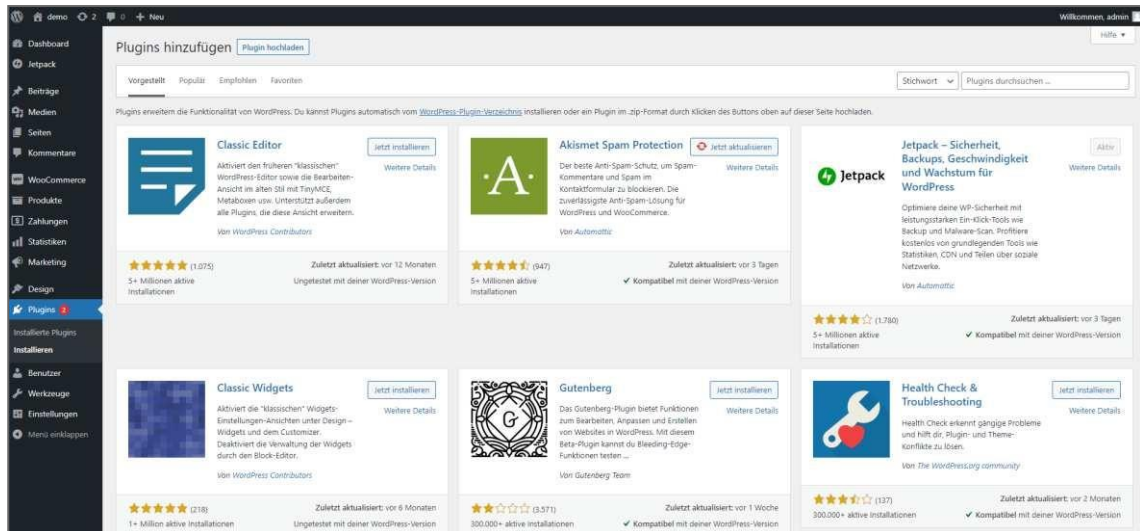 demo 2 0 + Neu Willkommen, admin
Hilfe
Dashboard
Jetpack
Beiträge
Medien
Seiten
Kommentare
WooCommerce
Produkte
Zahlungen
Statistiken
Marketing
Design
Plugins 2
Installierte Plugins
Installieren
Benutzer
Werkzeuge
Einstellungen
Menü einklappen
Plugins hinzufügen Plugin hochladen
Vorgestellt Populär Empfohlen Favoriten Stichwort Plugins durchsuchen ...
Plugins erweitern die Funktionalität von WordPress. Du kannst Plugins automatisch vom WordPress-Plugin-Verzeichnis installieren oder ein Plugin im .zip-Format durch Klicken des Buttons oben auf dieser Seite hochladen.
Classic Editor
Jetzt installieren
Weitere Details
Aktiviert den früheren "klassischen"
WordPress-Editor sowie die Bearbeiten-
Ansicht im alten Stil mit TinyMCE,
Metaboxen usw. Unterstützt außerdem
alle Plugins, die diese Ansicht erweitern.
Von WordPress Contributors
(1.075)
5+ Millionen aktive
Installationen
Zuletzt aktualisiert: vor 12 Monaten
Ungetestet mit deiner WordPress-Version
A
Akismet Spam Protection
Jetzt aktualisieren
Weitere Details
Der beste Anti-Spam-Schutz, um Spam-
Kommentare und Spam im
Kontaktformular zu blockieren. Die
zuverlässigste Anti-Spam-Lösung für
WordPress und WooCommerce.
Von Automattic
(947)
5+ Millionen aktive
Installationen
Zuletzt aktualisiert: vor 3 Tagen
Kompatibel mit deiner WordPress-Version
Jetpack
Jetpack – Sicherheit,
Backups, Geschwindigkeit
und Wachstum für
WordPress
Aktiv
Weitere Details
Optimiere deine WP-Sicherheit mit
leistungsstarken Ein-Klick-Tools wie
Backup und Malware-Scan. Profitiere
kostenlos von grundlegenden Tools wie
Statistiken, CDN und Teilen über soziale
Netzwerke.
Von Automattic
(1.780)
5+ Millionen aktive
Installationen
Zuletzt aktualisiert: vor 3 Tagen
Kompatibel mit deiner WordPress-Version
Classic Widgets
Jetzt installieren
Weitere Details
Aktiviert die "klassischen" Widgets-
Einstellungen-Ansichten unter Design –
Widgets und dem Customizer.
Deaktiviert die Verwaltung der Widgets
durch den Block-Editor.
Von WordPress Contributors
(218)
1+ Million aktive Installationen
Zuletzt aktualisiert: vor 6 Monaten
Ungetestet mit deiner WordPress-Version
G
Gutenberg
Jetzt installieren
Weitere Details
Das Gutenberg-Plugin bietet Funktionen
zum Bearbeiten, Anpassen und Erstellen
von Websites in WordPress. Mit diesem
Beta-Plugin kannst du Bleeding-Edge-
Funktionen testen ...
Von Gutenberg Team
(3.571)
300.000+ aktive Installationen
Zuletzt aktualisiert: vor 1 Woche
Kompatibel mit deiner WordPress-Version
Health Check &
Troubleshooting
Jetzt installieren
Weitere Details
Health Check erkennt gängige Probleme
und hilft dir, Plugin- und Theme-
Konflikte zu lösen.
Von The WordPress.org community
(137)
300.000+ aktive Installationen
Zuletzt aktualisiert: vor 2 Monaten
Kompatibel mit deiner WordPress-Version